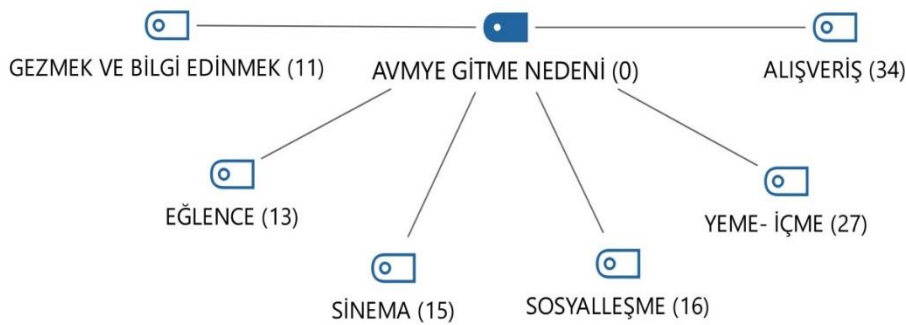 GEZMEK VE BİLGİ EDİNMEK (11)
AVMYE GİTME NEDENİ (0)
ALIŞVERİŞ (34)
EĞLENCE (13)
YEME- İÇME (27)
SİNEMA (15)
SOSYALLEŞME (16)